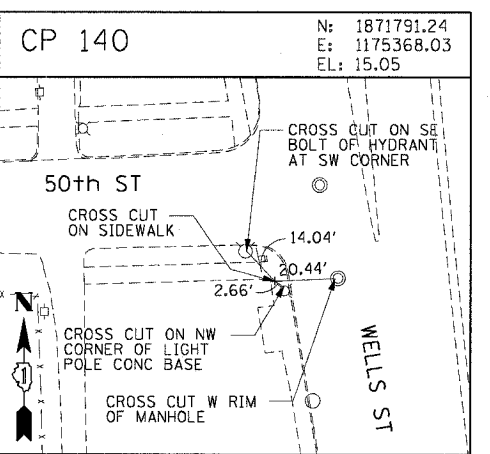 CP 140
N: 1871791.24
E: 1175368.03
EL: 15.05
CROSS CUT ON SE
BOLT OF HYDRANT
AT SW CORNER
50th ST
CROSS CUT
ON SIDEWALK
14.04'
20.44'
2.66'
N
CROSS CUT ON NW
CORNER OF LIGHT
POLE CONC BASE
WELLS ST
CROSS CUT W RIM
OF MANHOLE